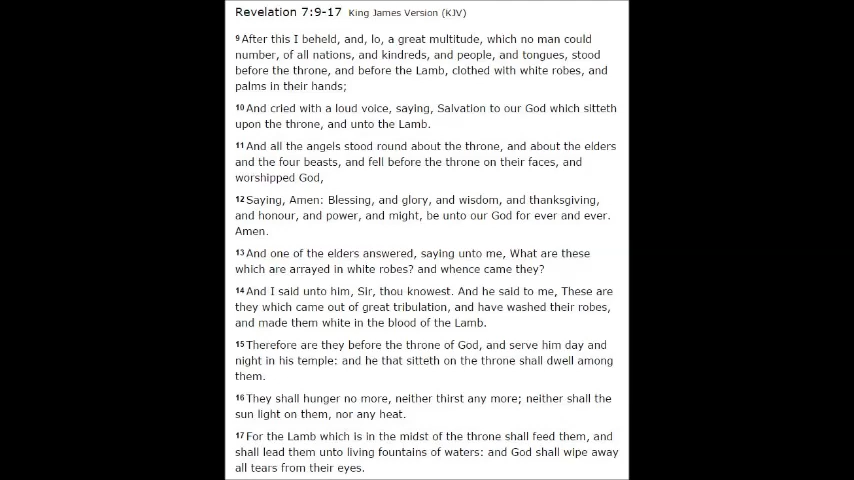 Revelation 7:9-17 King James Version (KJV)
9 After this I beheld, and, lo, a great multitude, which no man could
number, of all nations, and kindreds, and people, and tongues, stood
before the throne, and before the Lamb, clothed with white robes, and
palms in their hands;
10 And cried with a loud voice, saying, Salvation to our God which sitteth
upon the throne, and unto the Lamb.
11 And all the angels stood round about the throne, and about the elders
and the four beasts, and fell before the throne on their faces, and
worshipped God,
12 Saying, Amen: Blessing, and glory, and wisdom, and thanksgiving,
and honour, and power, and might, be unto our God for ever and ever.
Amen.
13 And one of the elders answered, saying unto me, What are these
which are arrayed in white robes? and whence came they?
14 And I said unto him, Sir, thou knowest. And he said to me, These are
they which came out of great tribulation, and have washed their robes,
and made them white in the blood of the Lamb.
15 Therefore are they before the throne of God, and serve him day and
night in his temple: and he that sitteth on the throne shall dwell among
them.
16 They shall hunger no more, neither thirst any more; neither shall the
sun light on them, nor any heat.
17 For the Lamb which is in the midst of the throne shall feed them, and
shall lead them unto living fountains of waters: and God shall wipe away
all tears from their eyes.